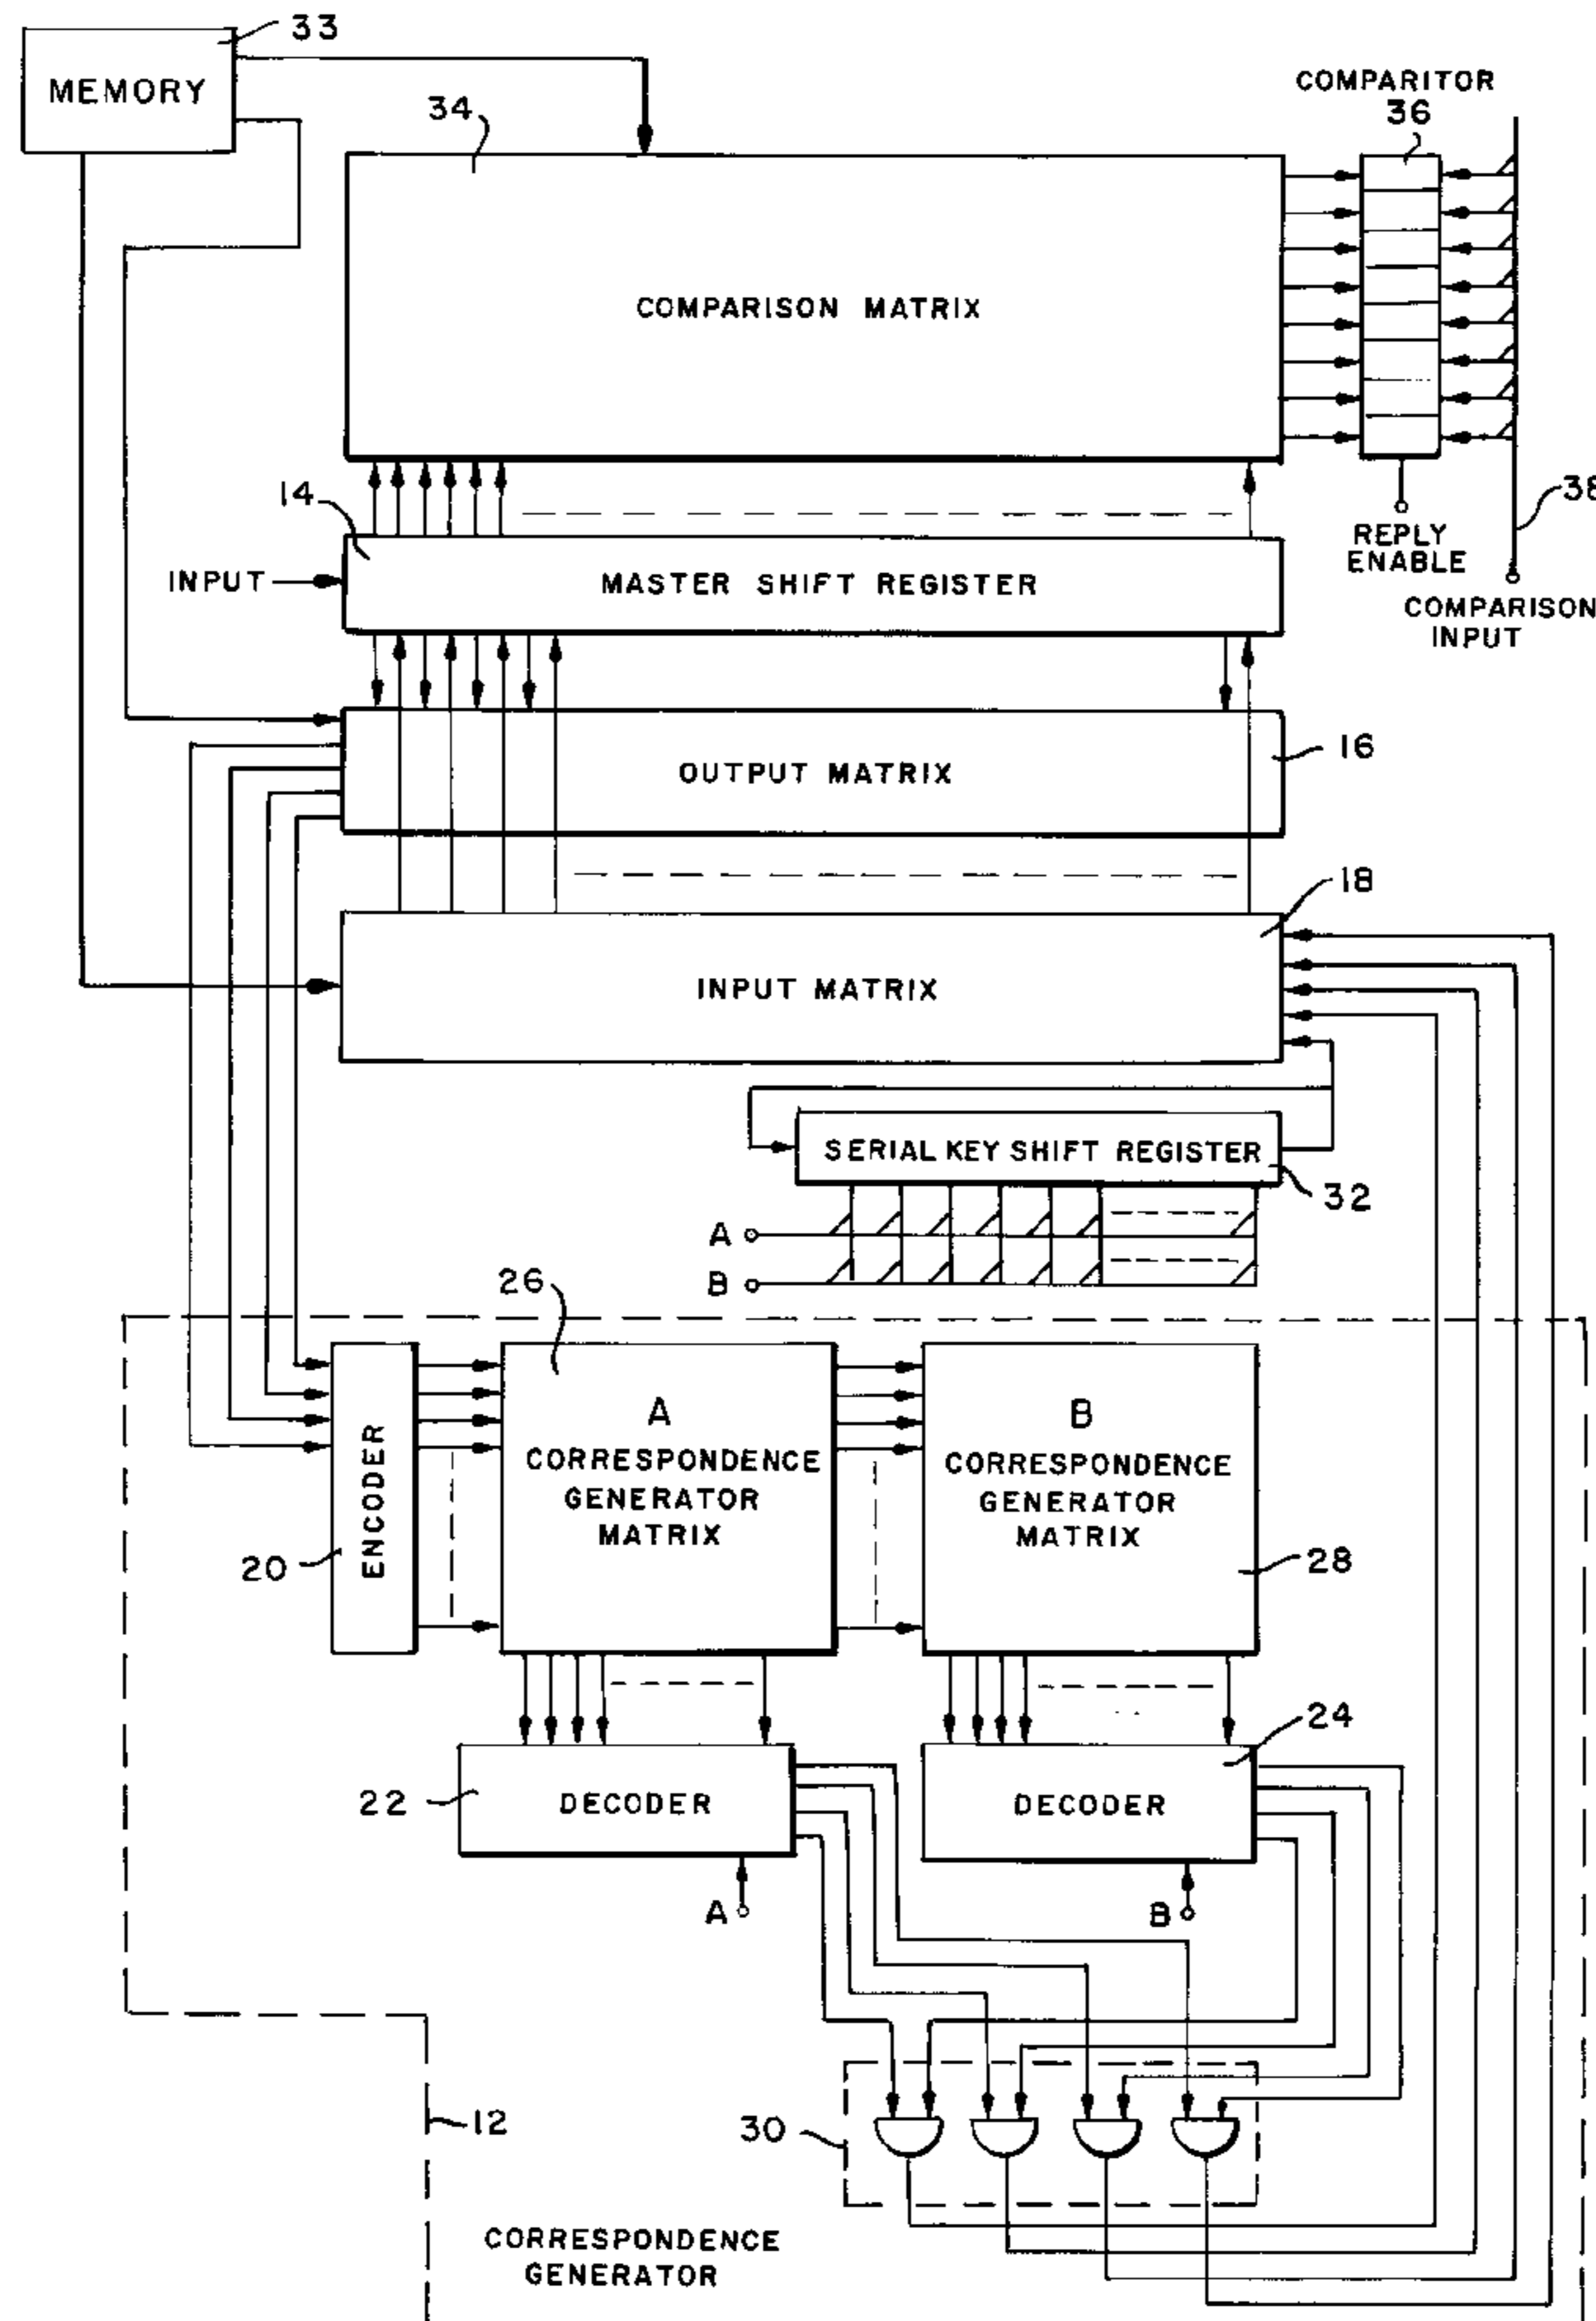 33
MEMORY
COMPARITOR
36
34
COMPARISON MATRIX
14
38
REPLY
ENABLE
INPUT
MASTER SHIFT REGISTER
COMPARISON
INPUT
16
OUTPUT MATRIX
18
INPUT MATRIX
SERIAL KEY SHIFT REGISTER
32
A
B
26
A
CORRESPONDENCE
GENERATOR
MATRIX
B
CORRESPONDENCE
GENERATOR
MATRIX
ENCODER
20
28
24
22
DECODER
DECODER
A
B
12
30
CORRESPONDENCE
GENERATOR